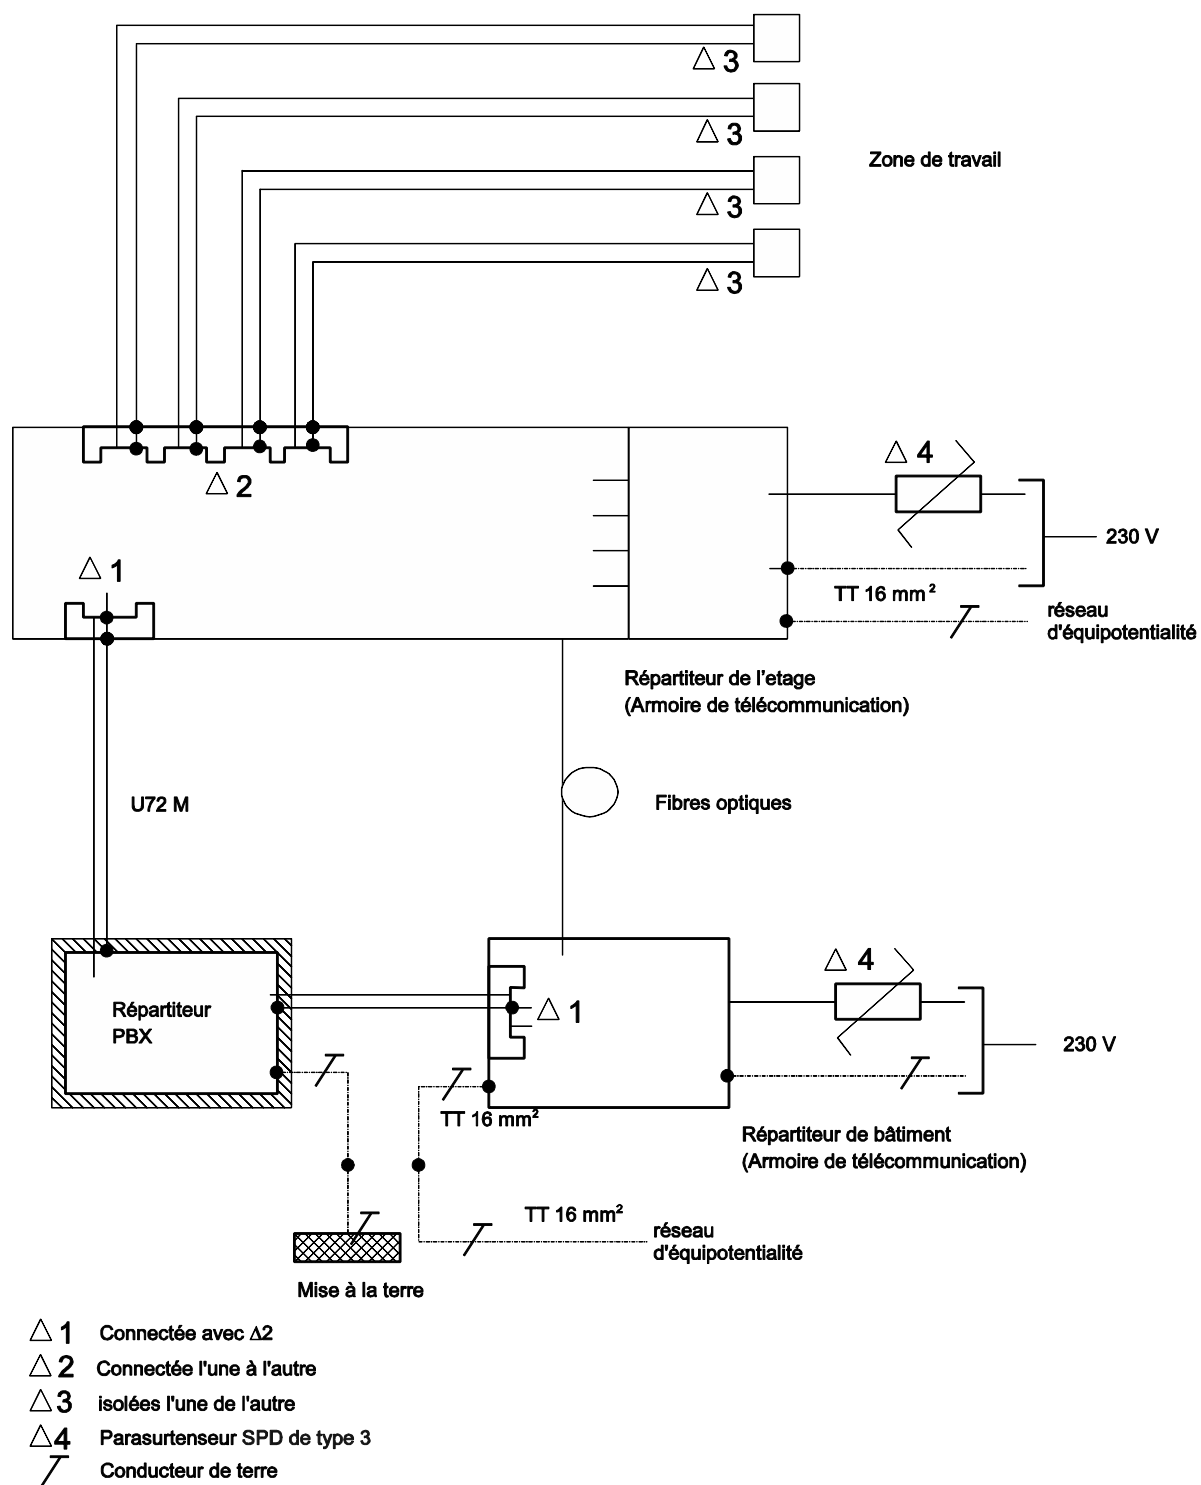 △ 3
△ 3
Zone de travail
△ 3
△ 3
△ 4
△ 2
230 V
△ 1
TT 16 mm²
réseau
d'équipotentialité
Répartiteur de l'etage
(Armoire de télécommunication)
U72 M
Fibres optiques
△ 4
Répartiteur
PBX
△ 1
230 V
TT 16 mm²
Répartiteur de bâtiment
(Armoire de télécommunication)
TT 16 mm²
réseau
d'équipotentialité
Mise à la terre
△ 1 Connectée avec ∆2
△ 2 Connectée l'une à l'autre
△ 3 isolées l'une de l'autre
△ 4 Parasurtenseur SPD de type 3
Conducteur de terre